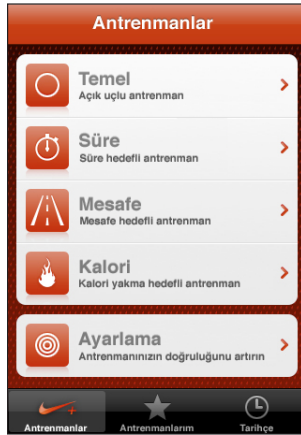 Antrenmanlar
Temel
Açık uçlu antrenman
Süre
Süre hedefli antrenman
Mesafe
Mesafe hedefli antrenman
Kalori
Kalori yakma hedefli antrenman
Ayarlama
Antrenmanınızın doğruluğunu artırın
Antrenmanlar
Antrenmanlarım
Tarihçe